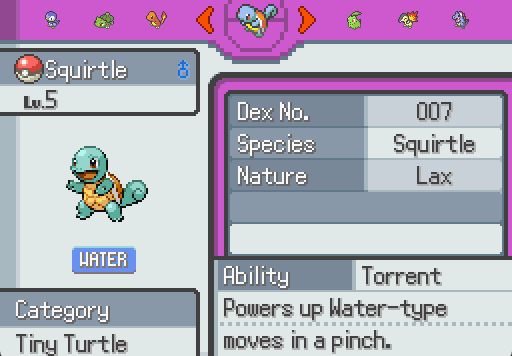 Squirtle ♂
Lv.5
Dex No. 007
Species Squirtle
Nature Lax
WATER
Ability Torrent
Powers up Water-type
moves in a pinch.
Category
Tiny Turtle